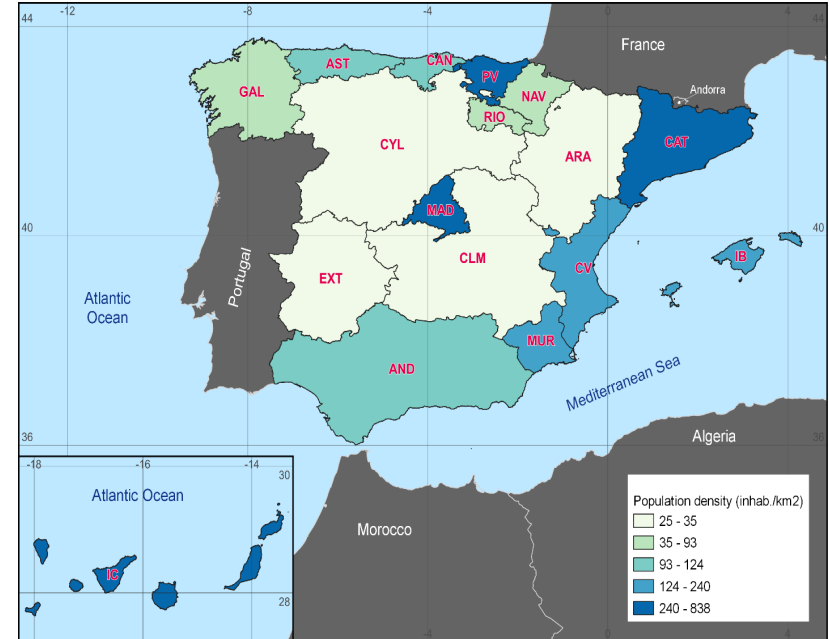 -12
-8
-4
0
4
44
44
France
Andorra
AST
CAN
PV
GAL
NAV
RIO
CYL
ARA
CAT
MAD
40
40
CLM
CV
IB
EXT
Portugal
Atlantic
Ocean
MUR
AND
Mediterranean Sea
36
36
Algeria
Morocco
-18
-16
-14
30
Atlantic Ocean
IC
28
-4
0
4
Population density (inhab./km2)
25 - 35
35 - 93
93 - 124
124 - 240
240 - 838